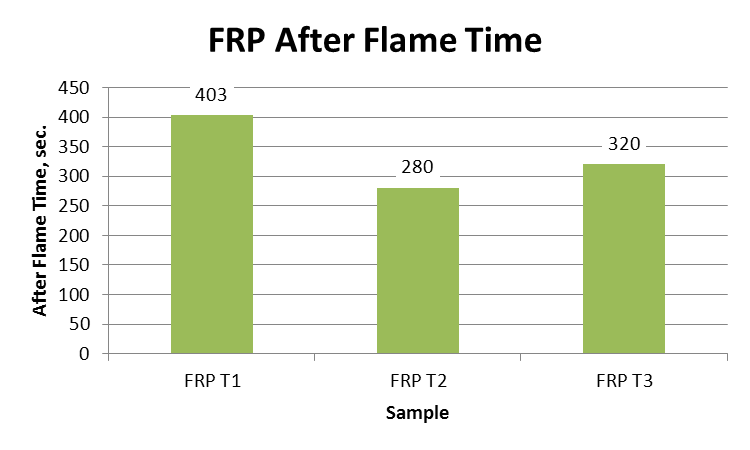 FRP After Flame Time
After Flame Time, sec.
450
400
350
300
250
200
150
100
50
0
403
280
320
FRP T1
FRP T2
FRP T3
Sample